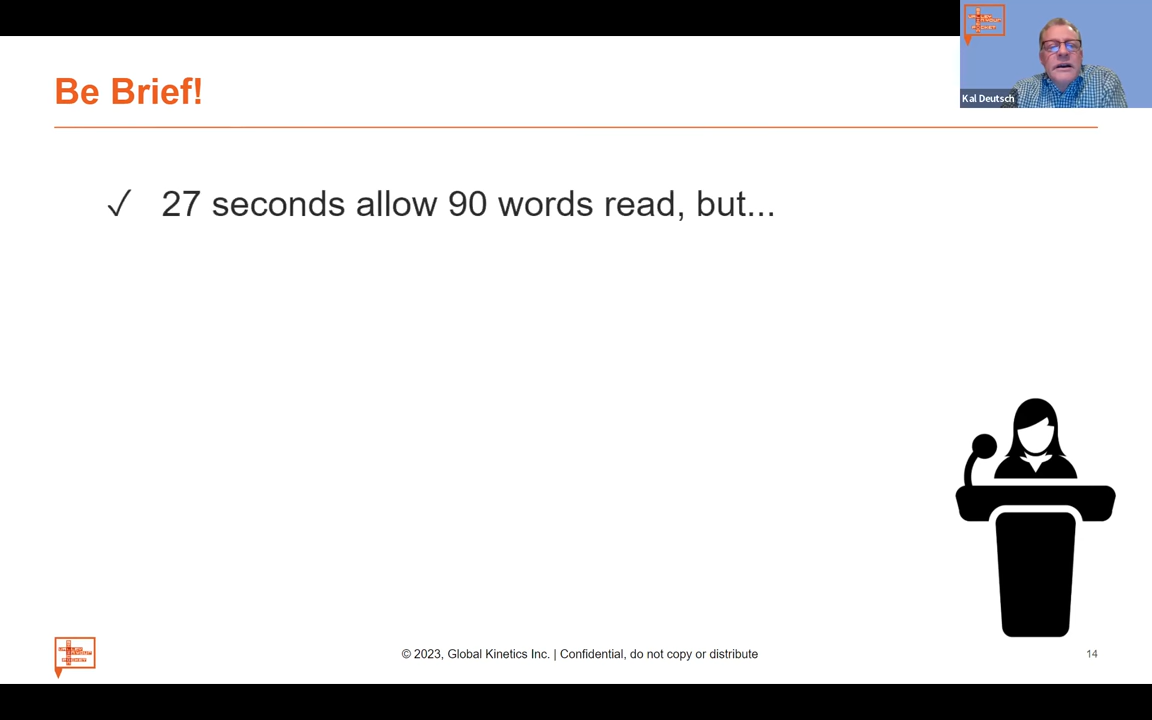 Be Brief!
Kal Deutsch
✓ 27 seconds allow 90 words read, but...
© 2023, Global Kinetics Inc. | Confidential, do not copy or distribute
14